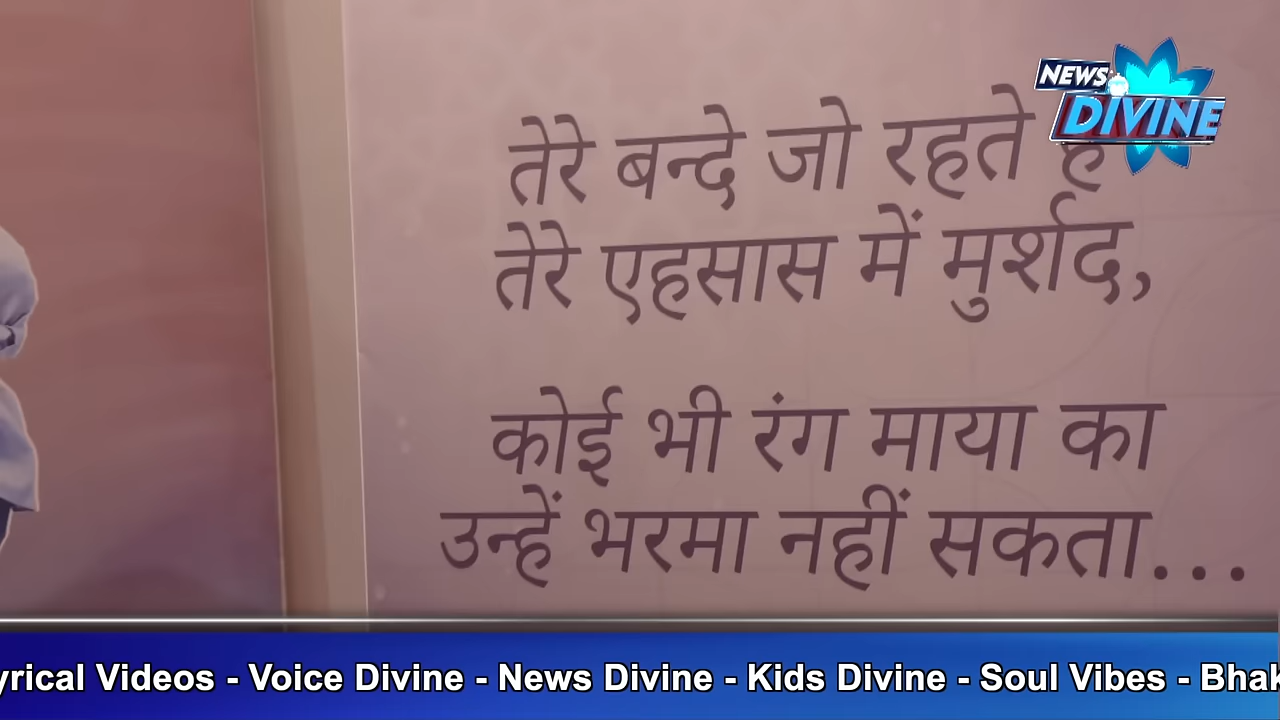 NEWS
DIVINE
तेरे बन्दे जो रहते
तेरे एहसास में मुर्शद,
कोई भी रंग माया का
उन्हें भरमा नहीं सकता...
yrical Videos - Voice Divine - News Divine - Kids Divine - Soul Vibes - Bhak